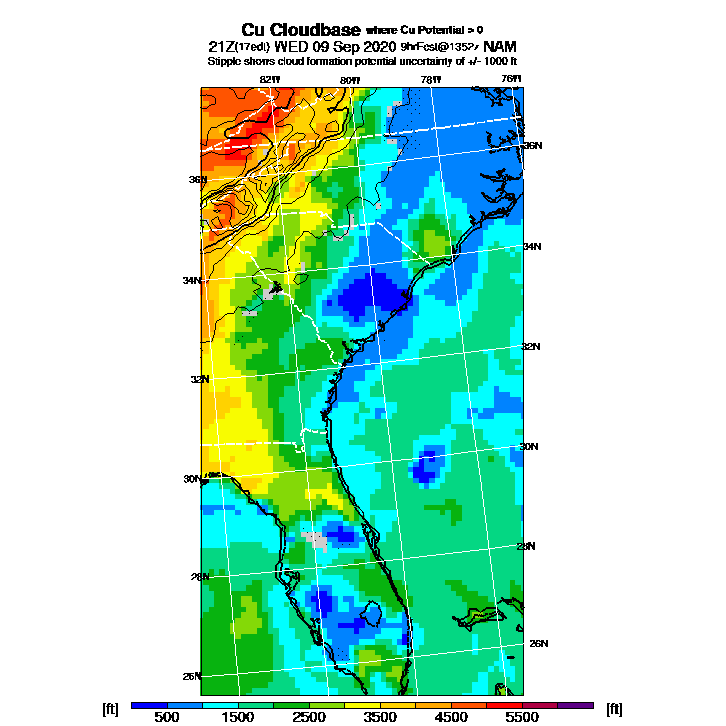 Cu Cloudbase where Cu Potential > 0
21Z(17edt) WED 09 Sep 2020 9hrFcst@1352z NAM
Stipple shows cloud formation potential uncertainty of +/- 1000 ft
82W 80W 78W 76W
36N 36N
34N 34N
32N 32N
30N 30N
28N 28N
26N 26N
[ft] 500 1500 2500 3500 4500 5500 [ft]